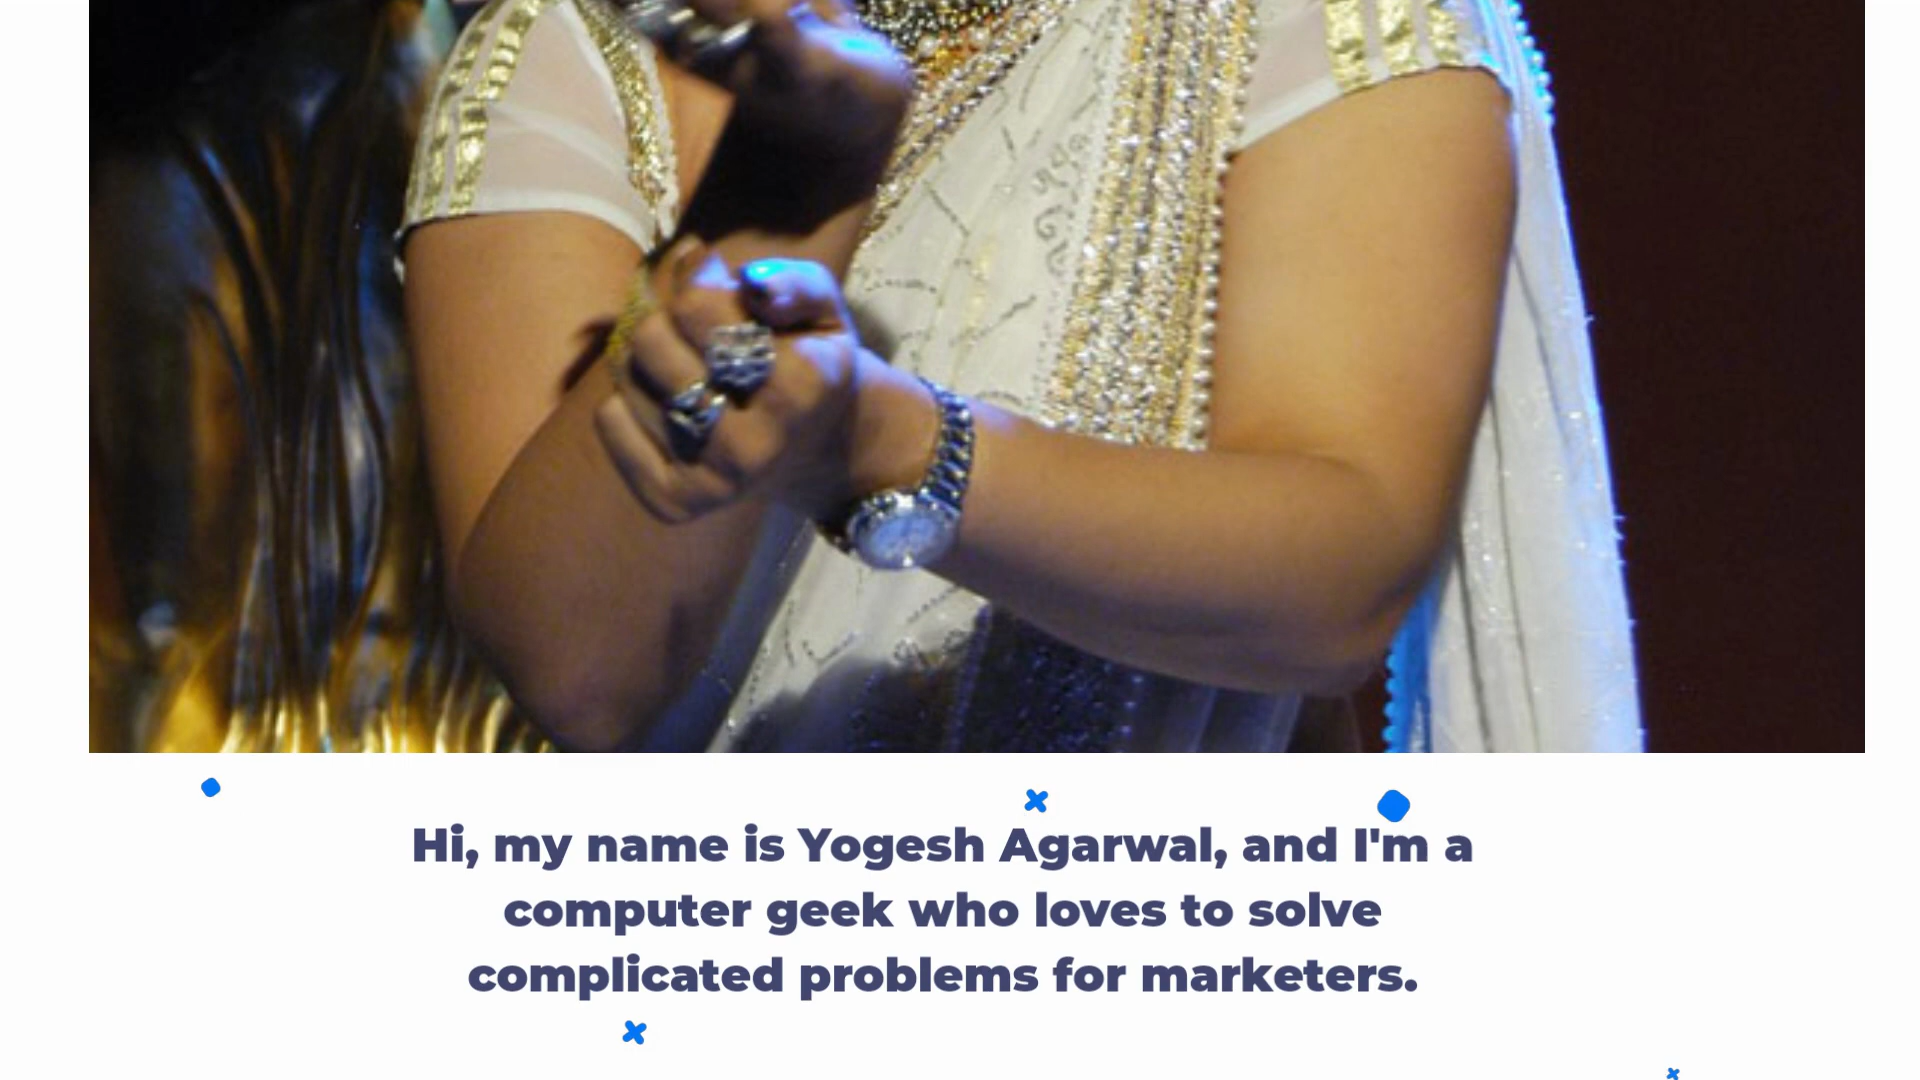 Hi, my name is Yogesh Agarwal, and I'm a
computer geek who loves to solve
complicated problems for marketers.